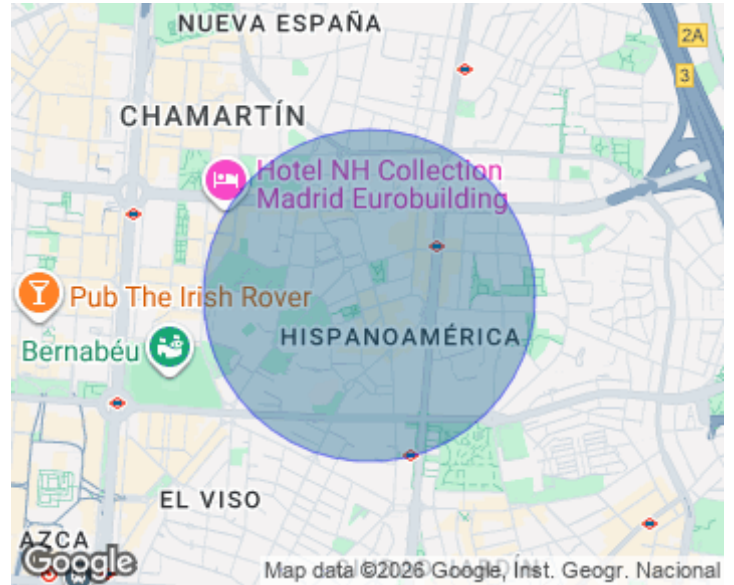 NUEVA ESPAÑA
2A
3
CHAMARTÍN
Hotel NH Collection
Madrid Eurobuilding
Pub The Irish Rover
Bernabéu
HISPANOAMÉRICA
EL VISO
AZCA
Google
Map data ©2026 Google, Inst. Geogr. Nacional